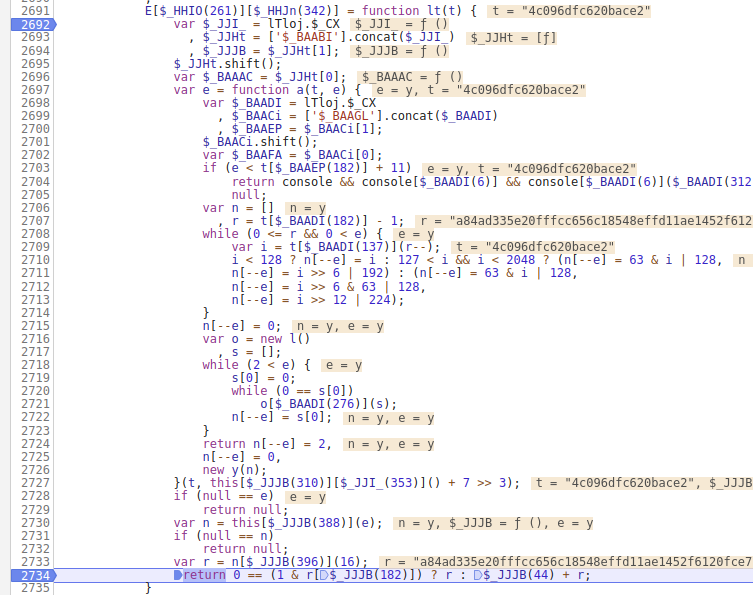 2691 E[$_HHIO(261)][$_HHJn(342)] = function lt(t) { t = "4c096dfc620bace2"
2692 var $_JJI_ = lTloj.$_CX $_JJI_ = ƒ ()
2693 , $_JJHt = ['$_BAABI'].concat($_JJI_) $_JJHt = [ƒ]
2694 , $_JJJB = $_JJHt[1]; $_JJJB = ƒ ()
2695 $_JJHt.shift();
2696 var $_BAAAC = $_JJHt[0]; $_BAAAC = ƒ ()
2697 var e = function a(t, e) { e = y, t = "4c096dfc620bace2"
2698 var $_BAADI = lTloj.$_CX
2699 , $_BAACi = ['$_BAAGL'].concat($_BAADI)
2700 , $_BAAEP = $_BAACi[1];
2701 $_BAACi.shift();
2702 var $_BAAFA = $_BAACi[0];
2703 if (e < t[$_BAAEP(182)] + 11) e = y, t = "4c096dfc620bace2"
2704 return console && console[$_BAADI(6)] && console[$_BAADI(6)]($_BAADI(312
2705 null;
2706 var n = [] n = y
2707 , r = t[$_BAADI(182)] - 1; r = "a84ad335e20fffcc656c18548effd11ae1452f612
2708 while (0 <= r && 0 < e) { e = y
2709 var i = t[$_BAADI(137)](r--); t = "4c096dfc620bace2"
2710 i < 128 ? n[--e] = i : 127 < i && i < 2048 ? (n[--e] = 63 & i | 128, n
2711 n[--e] = i >> 6 | 192) : (n[--e] = 63 & i | 128,
2712 n[--e] = i >> 6 & 63 | 128,
2713 n[--e] = i >> 12 | 224);
2714 }
2715 n[--e] = 0; n = y, e = y
2716 var o = new l()
2717 , s = [];
2718 while (2 < e) { e = y
2719 s[0] = 0;
2720 while (0 == s[0])
2721 o[$_BAADI(276)](s);
2722 n[--e] = s[0]; n = y, e = y
2723 }
2724 return n[--e] = 2, n = y, e = y
2725 n[--e] = 0,
2726 new y(n);
2727 }(t, this[$_JJJB(310)][$_JJI_(353)]() + 7 >> 3); t = "4c096dfc620bace2", $_JJJB
2728 if (null == e) e = y
2729 return null;
2730 var n = this[$_JJJB(388)](e); n = y, $_JJJB = ƒ (), e = y
2731 if (null == n)
2732 return null;
2733 var r = n[$_JJJB(396)](16); r = "a84ad335e20fffcc656c18548effd11ae1452f6120fce7
2734 return 0 == (1 & r[$_JJJB(182)]) ? r : $_JJJB(44) + r;
2735 }